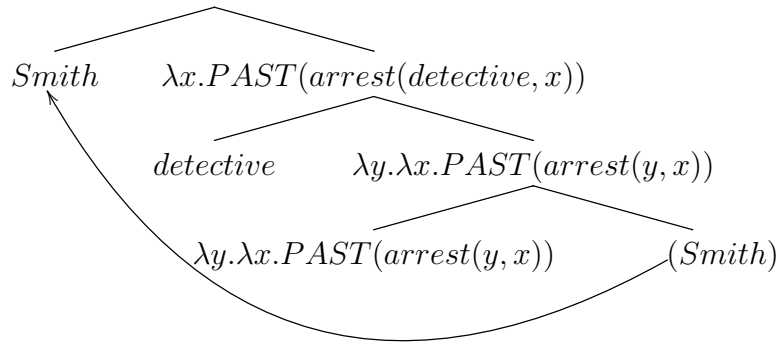 Smith λx.PAST(arrest(detective, x))
detective λy.λx.PAST(arrest(y, x))
λy.λx.PAST(arrest(y, x)) (Smith)